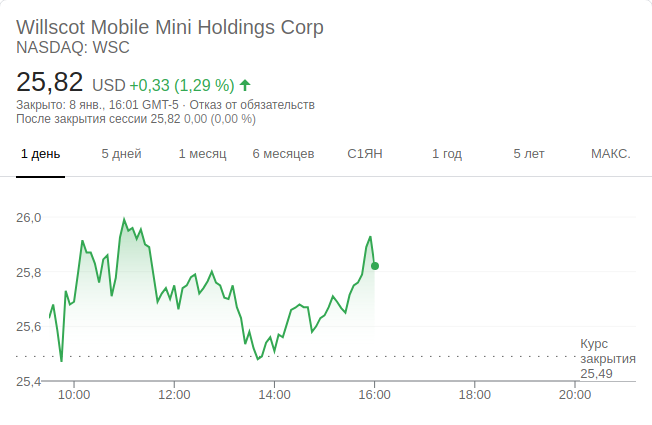 Willscot Mobile Mini Holdings Corp
NASDAQ: WSC
25,82 USD +0,33 (1,29 %)
Закрыто: 8 янв., 16:01 GMT-5 · Отказ от обязательств
После закрытия сессии 25,82 0,00 (0,00 %)
1 день 5 дней 1 месяц 6 месяцев С1ЯН 1 год 5 лет МАКС.
26,0
25,8
25,6
Курс
закрытия
25,49
25,4
10:00 12:00 14:00 16:00 18:00 20:00